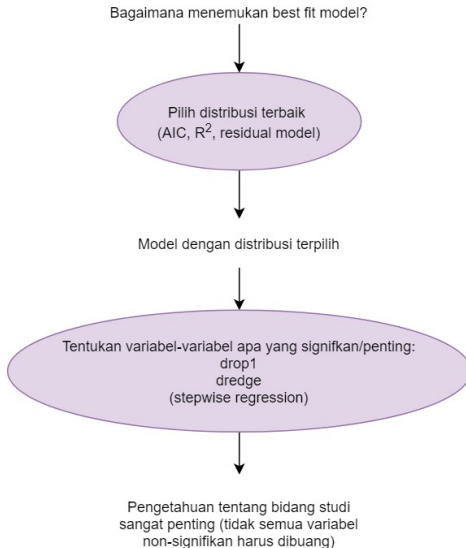 Bagaimana menemukan best fit model?
Pilih distribusi terbaik
(AIC, R², residual model)
Model dengan distribusi terpilih
Tentukan variabel-variabel apa yang signifkan/penting:
drop1
dredge
(stepwise regression)
Pengetahuan tentang bidang studi
sangat penting (tidak semua variabel
non-signifikan harus dibuang)